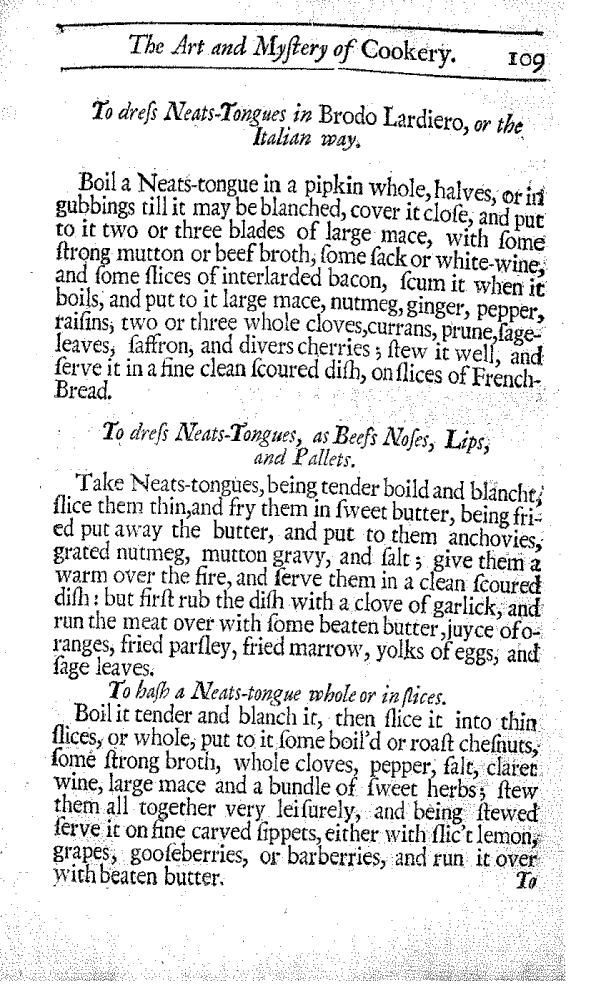 The Art and Myſtery of Cookery. 109
To dreſs Neats-Tongues in Brodo Lardiero, or the
Italian way.
Boil a Neats-tongue in a pipkin whole, halves, or in
gubbings till it may be blanched, cover it cloſe, and put
to it two or three blades of large mace, with ſome
ſtrong mutton or beef broth, ſome ſack or white-wine,
and ſome ſlices of interlarded bacon, ſcum it when it
boils, and put to it large mace, nutmeg, ginger, pepper,
raiſins, two or three whole cloves, currans, prune, ſage-
leaves, ſaffron, and divers cherries; ſtew it well, and
ſerve it in a fine clean ſcoured diſh, on ſlices of French-
Bread.
To dreſs Neats-Tongues, as Beefs Noſes, Lips,
and Pallets.
Take Neats-tongues, being tender boild and blancht,
ſlice them thin, and fry them in ſweet butter, being fri-
ed put away the butter, and put to them anchovies,
grated nutmeg, mutton gravy, and ſalt; give them a
warm over the fire, and ſerve them in a clean ſcoured
diſh: but firſt rub the diſh with a clove of garlick, and
run the meat over with ſome beaten butter, juyce of o-
ranges, fried parſley, fried marrow, yolks of eggs, and
ſage leaves.
To haſh a Neats-tongue whole or in ſlices.
Boil it tender and blanch it, then ſlice it into thin
ſlices, or whole, put to it ſome boil'd or roaſt cheſnuts,
ſome ſtrong broth, whole cloves, pepper, ſalt, claret
wine, large mace and a bundle of ſweet herbs; ſtew
them all together very leiſurely, and being ſtewed
ſerve it on fine carved ſippets, either with ſlic't lemon,
grapes, gooſeberries, or barberries, and run it over
with beaten butter. To